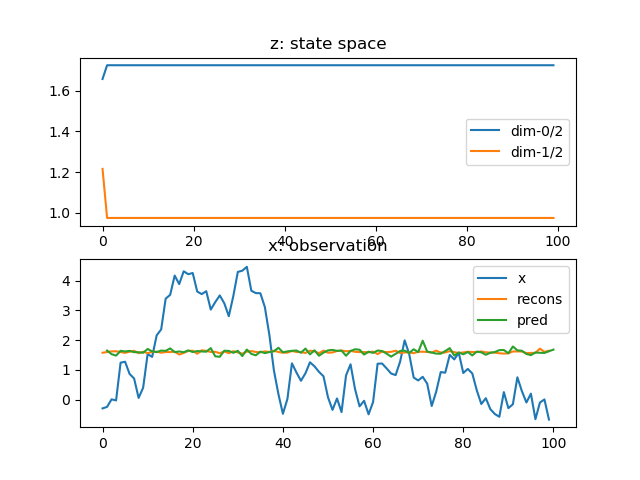 z: state space
1.6
1.4
1.2
1.0
dim-0/2
dim-1/2
0 20 40 60 80 100
x: observation
4
3
2
1
0
x
recons
pred
0 20 40 60 80 100